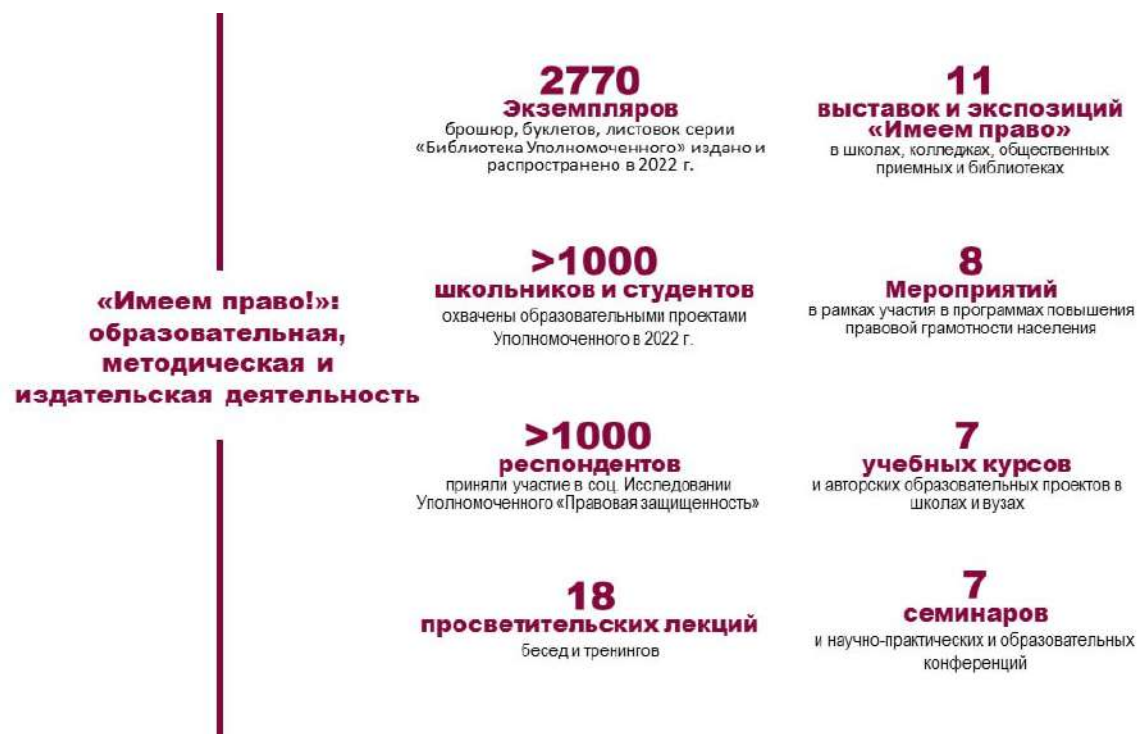 «Имеем право!»:
образовательная,
методическая и
издательская деятельность
2770
Экземпляров
брошюр, буклетов, листовок серии
«Библиотека Уполномоченного» издано и
распространено в 2022 г.
11
выставок и экспозиций
«Имеем право»
в школах, колледжах, общественных
приемных и библиотеках
>1000
школьников и студентов
охвачены образовательными проектами
Уполномоченного в 2022 г.
8
Мероприятий
в рамках участия в программах повышения
правовой грамотности населения
>1000
респондентов
приняли участие в соц. Исследовании
Уполномоченного «Правовая защищенность»
7
учебных курсов
и авторских образовательных проектов в
школах и вузах
18
просветительских лекций
бесед и тренингов
7
семинаров
и научно-практических и образовательных
конференций